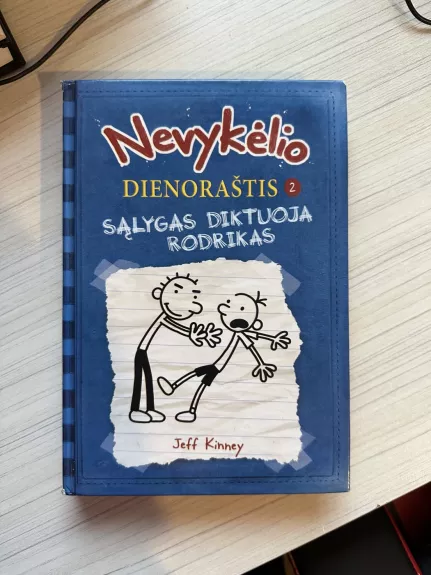 Nevykėlio
DIENORAŠTIS 2
SĄLYGAS DIKTUOJA
RODRIKAS
Jeff Kinney